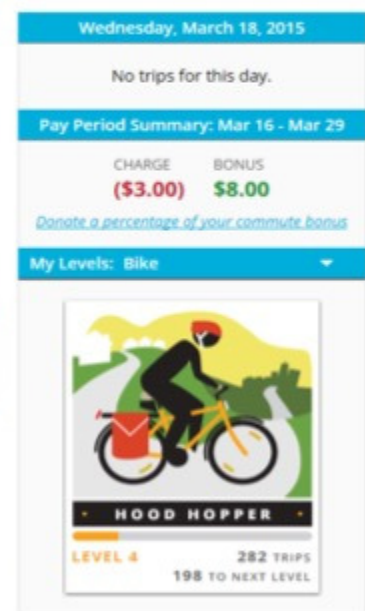 Wednesday, March 18, 2015
No trips for this day.
Pay Period Summary: Mar 16 - Mar 29
CHARGE BONUS
($3.00) $8.00
Donate a percentage of your commute bonus
My Levels: Bike
HOOD HOPPER
LEVEL 4 282 TRIPS
198 TO NEXT LEVEL